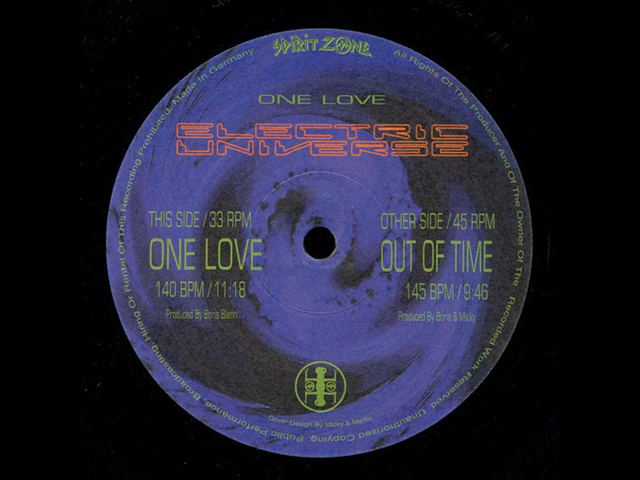 SPIRIT ZONE
ONE LOVE
ELECTRIC
UNIVERSE
THIS SIDE / 33 RPM
ONE LOVE
140 BPM / 11:18
Produced By Boris Blenn
OTHER SIDE / 45 RPM
OUT OF TIME
145 BPM / 9:46
Produced By Boris & Micky
Cover Design By Micky & Martin
All Rights Of The Producer And Of The Owner Of The Recorded Work Reserved. Unauthorised Copying, Public Performance Broadcasting, Hiring Or Rental Of This Recording Prohibited. Made In Germany